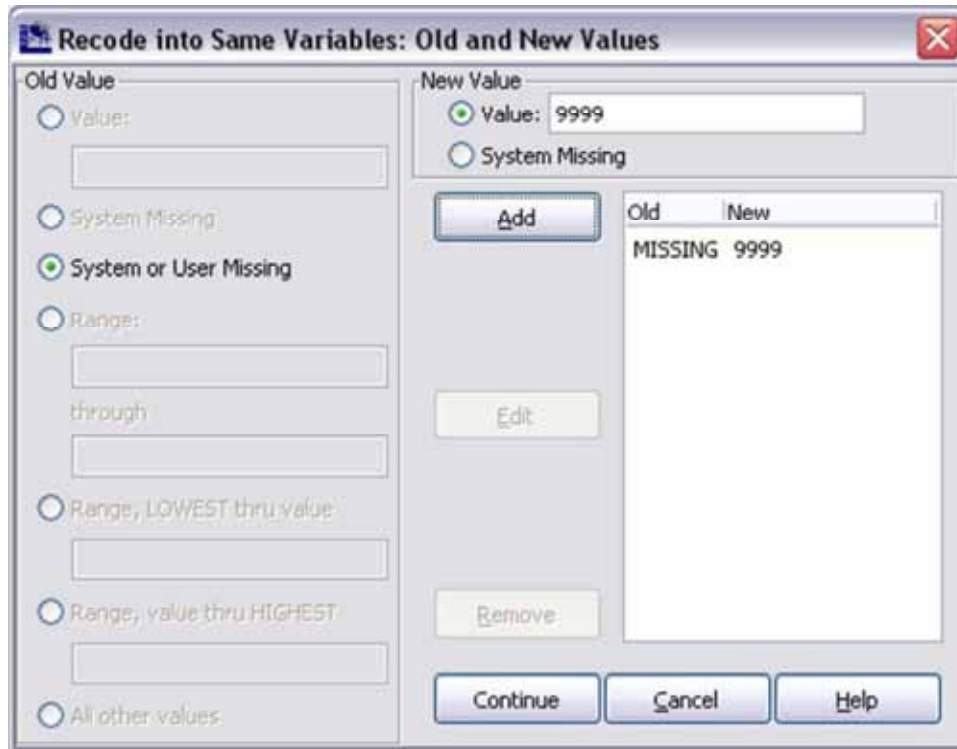 Recode into Same Variables: Old and New Values
Old Value
Value:
System Missing
System or User Missing
Range:
through
Range, LOWEST thru value
Range, value thru HIGHEST
All other values
New Value
Value: 9999
System Missing
Add
Old New
MISSING 9999
Edit
Remove
Continue Cancel Help